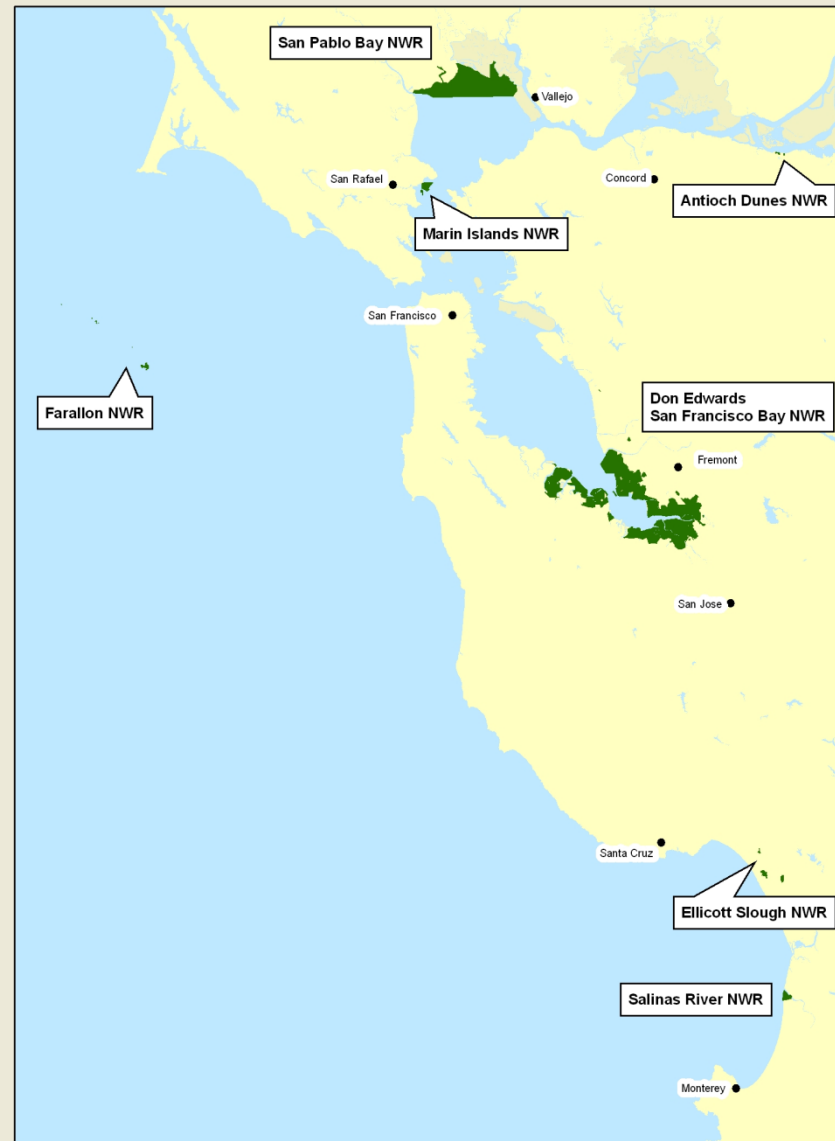 San Pablo Bay NWR
Vallejo
San Rafael
Concord
Antioch Dunes NWR
Marin Islands NWR
San Francisco
Farallon NWR
Don Edwards
San Francisco Bay NWR
Fremont
San Jose
Santa Cruz
Ellicott Slough NWR
Salinas River NWR
Monterey